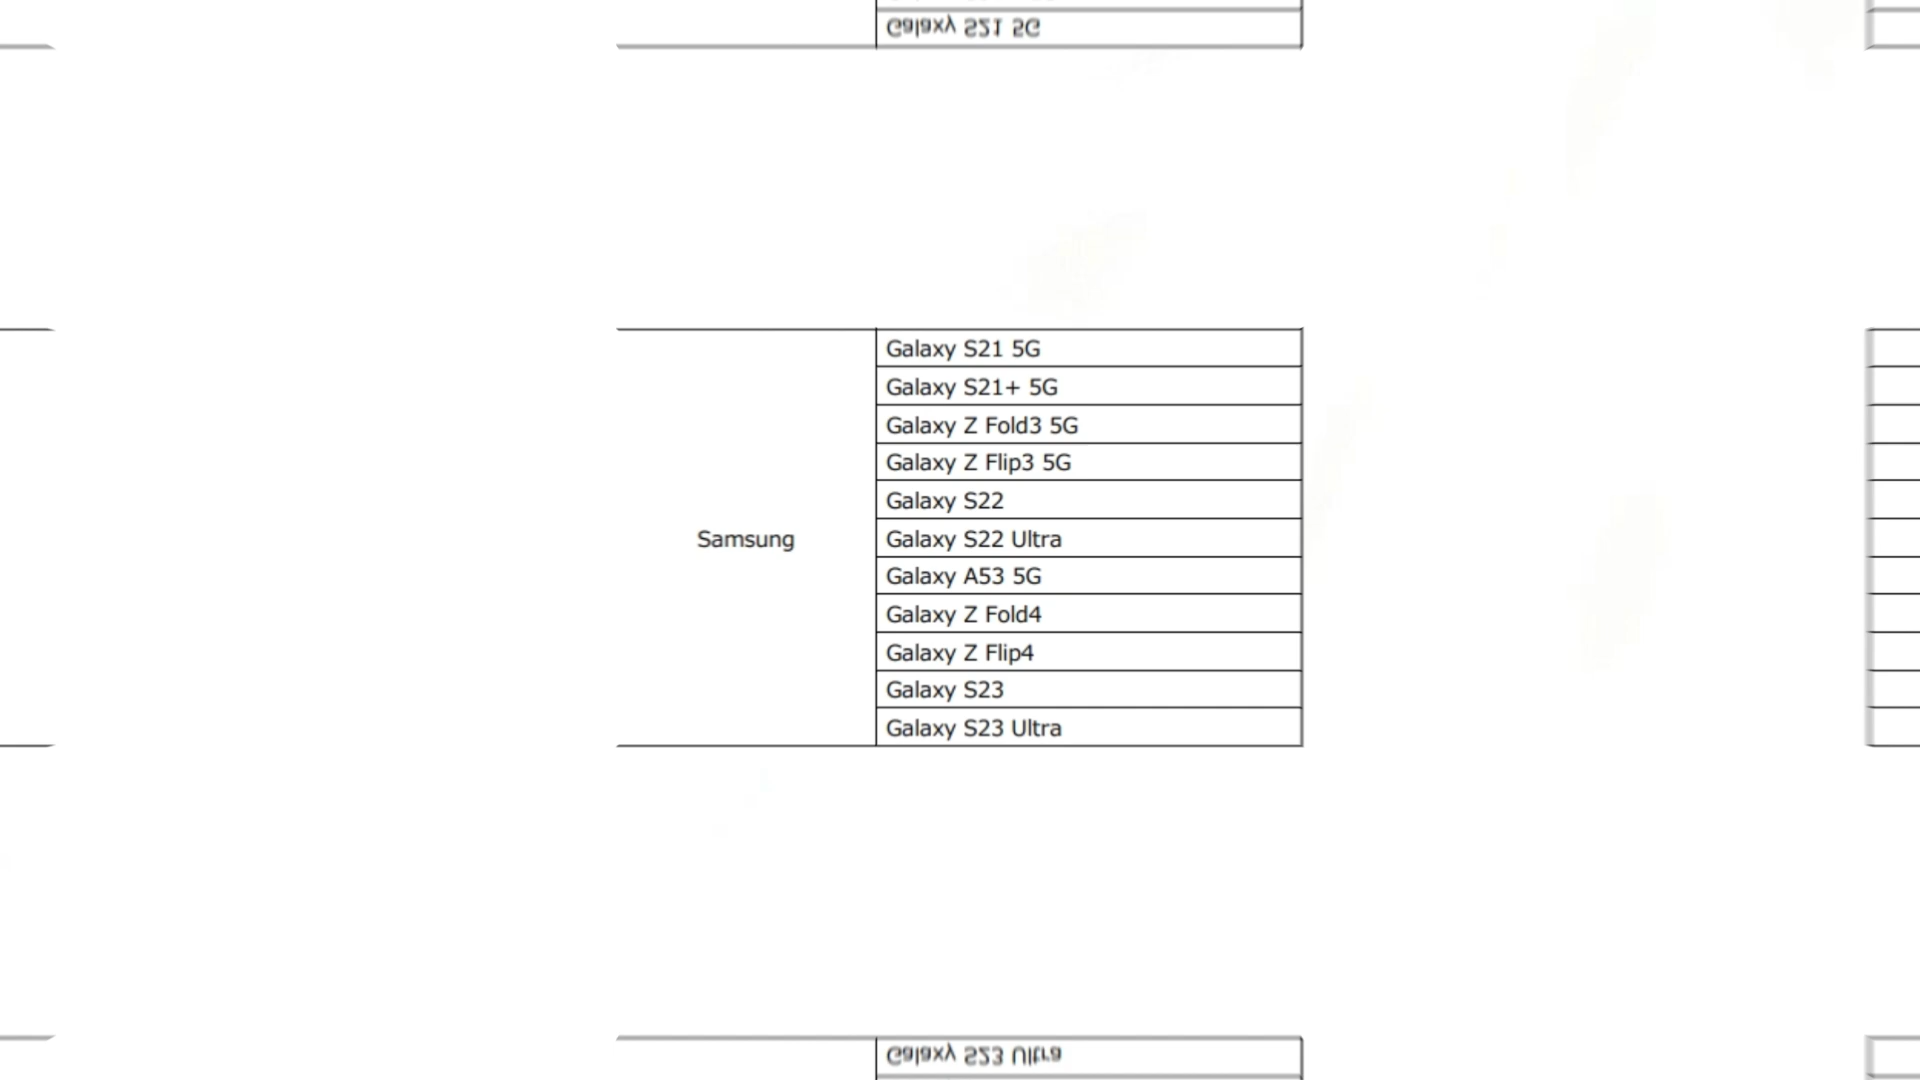 Galaxy S21 5G
Galaxy S21 5G
Galaxy S21+ 5G
Galaxy Z Fold3 5G
Galaxy Z Flip3 5G
Galaxy S22
Samsung
Galaxy S22 Ultra
Galaxy A53 5G
Galaxy Z Fold4
Galaxy Z Flip4
Galaxy S23
Galaxy S23 Ultra
Galaxy S23 Ultra